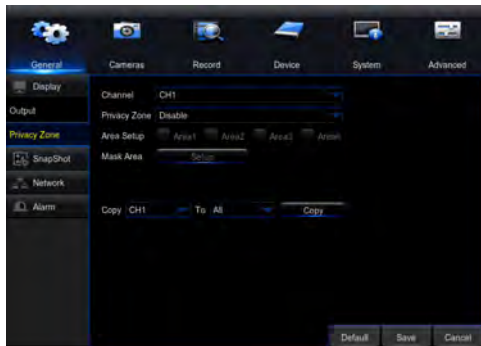 General Cameras Record Device System Advanced
Display
Output
Privacy Zone
SnapShot
Network
Alarm
Channel CH1
Privacy Zone Disable
Area Setup Area1 Area2 Area3 Area4
Mask Area Setup
Copy CH1 To All Copy
Default Save Cancel